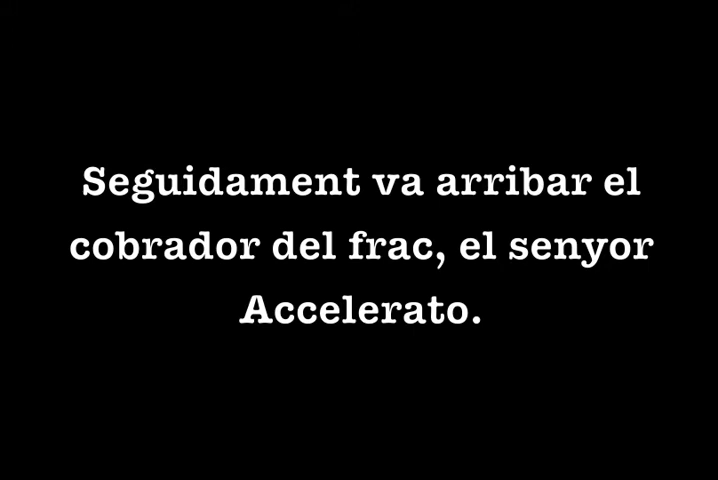 Seguidament va arribar el
cobrador del frac, el senyor
Accelerato.